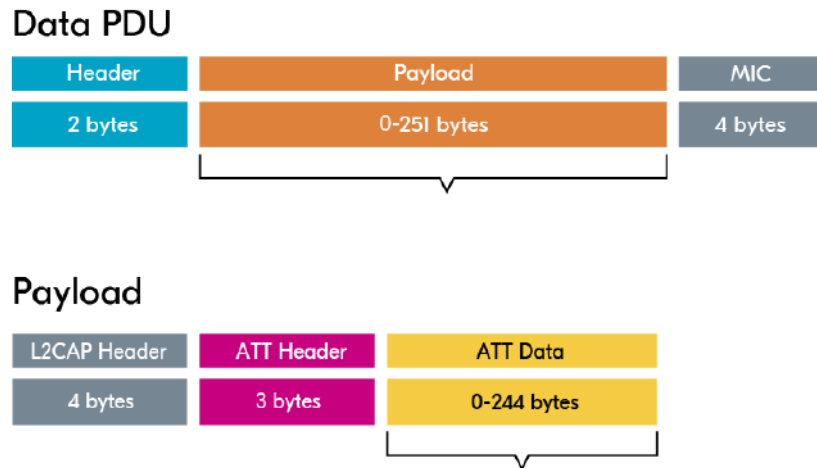 Data PDU
Header Payload MIC
2 bytes 0-251 bytes 4 bytes
Payload
L2CAP Header ATT Header ATT Data
4 bytes 3 bytes 0-244 bytes